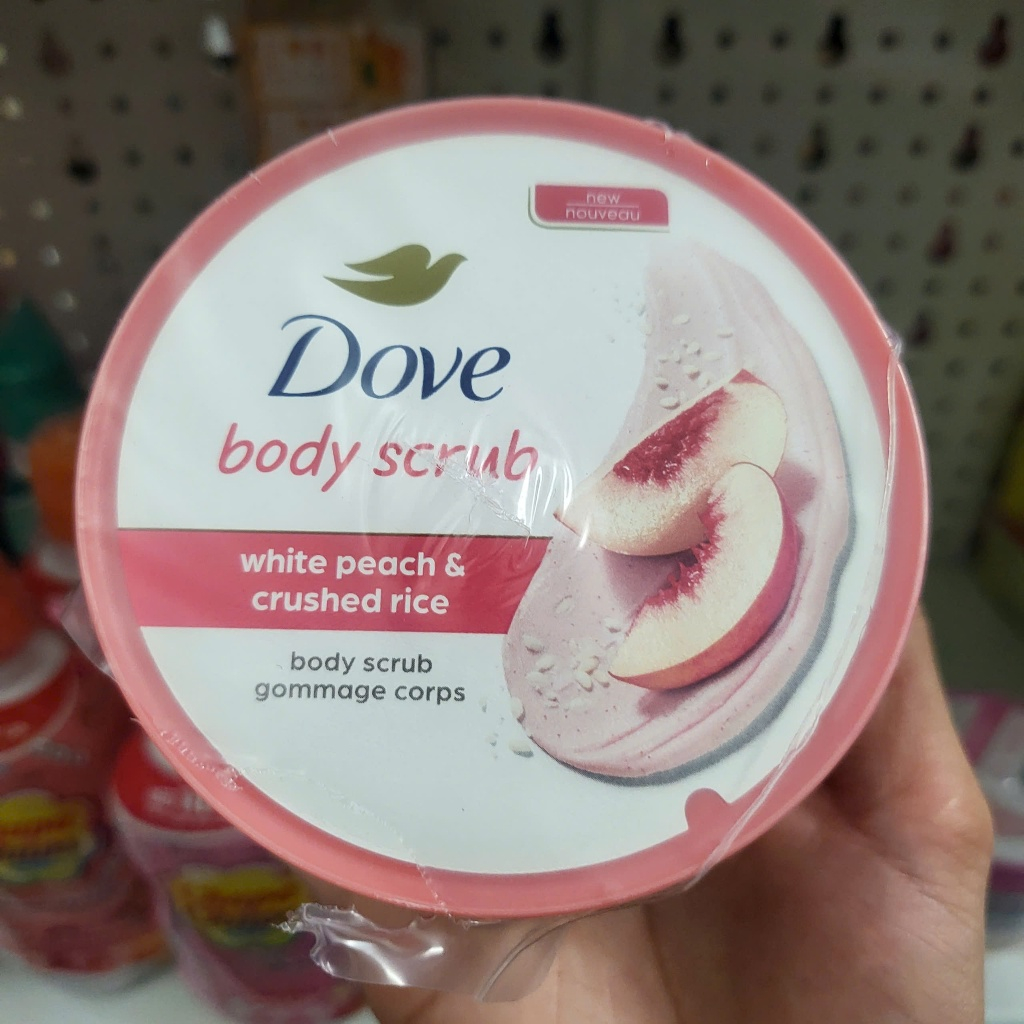 new
nouveau
Dove
body scrub
white peach &
crushed rice
body scrub
gommage corps